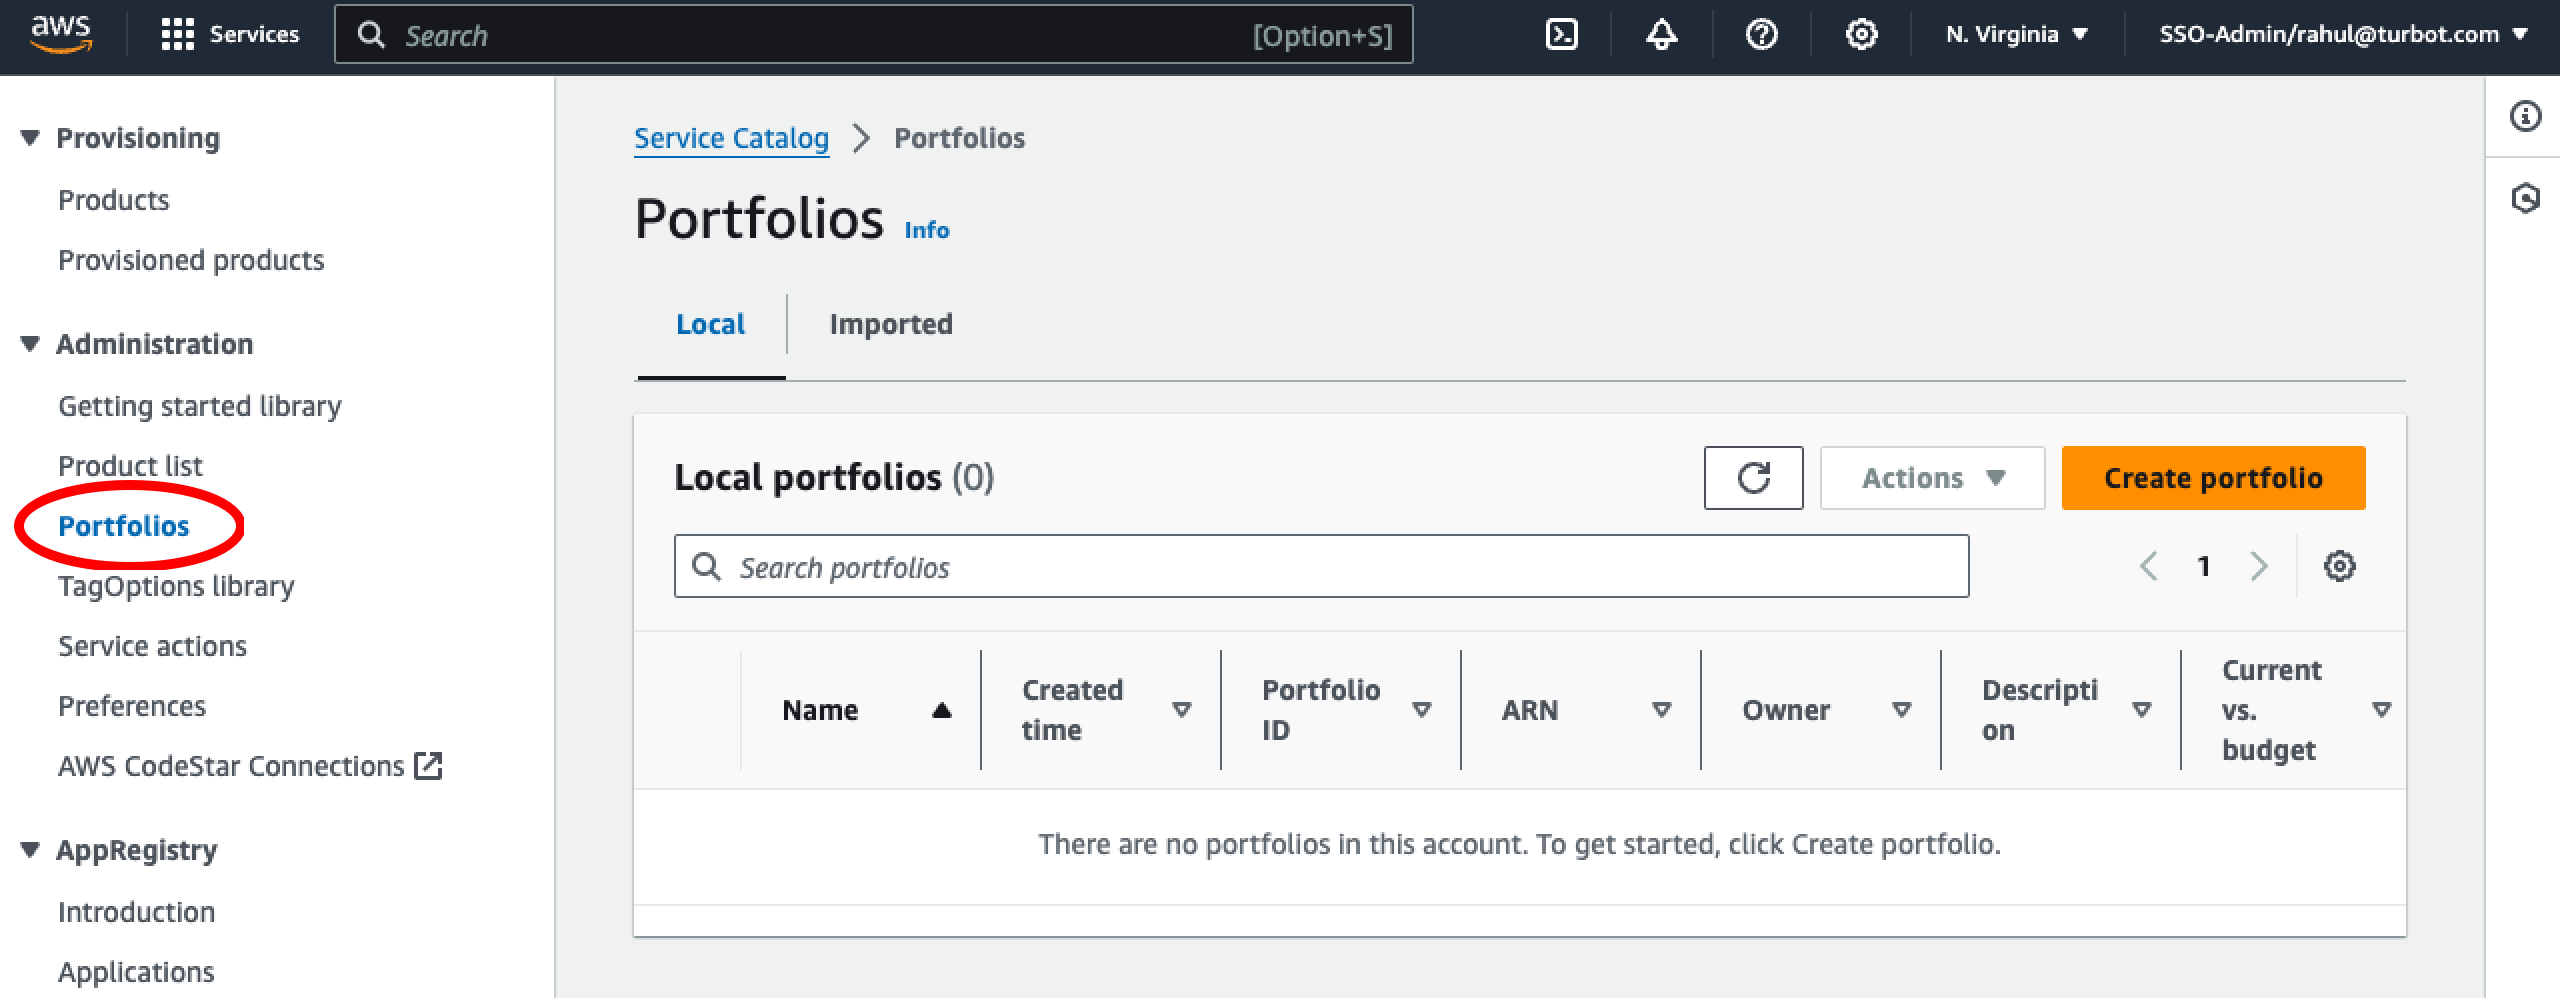 aws
Services
Search [Option+S]
N. Virginia
SSO-Admin/rahul@turbot.com
Provisioning
Products
Provisioned products
Administration
Getting started library
Product list
Portfolios
TagOptions library
Service actions
Preferences
AWS CodeStar Connections
AppRegistry
Introduction
Applications
Service Catalog > Portfolios
Portfolios Info
Local
Imported
Local portfolios (0)
Actions
Create portfolio
Search portfolios
1
Name
Created
time
Portfolio
ID
ARN
Owner
Descripti
on
Current
vs.
budget
There are no portfolios in this account. To get started, click Create portfolio.